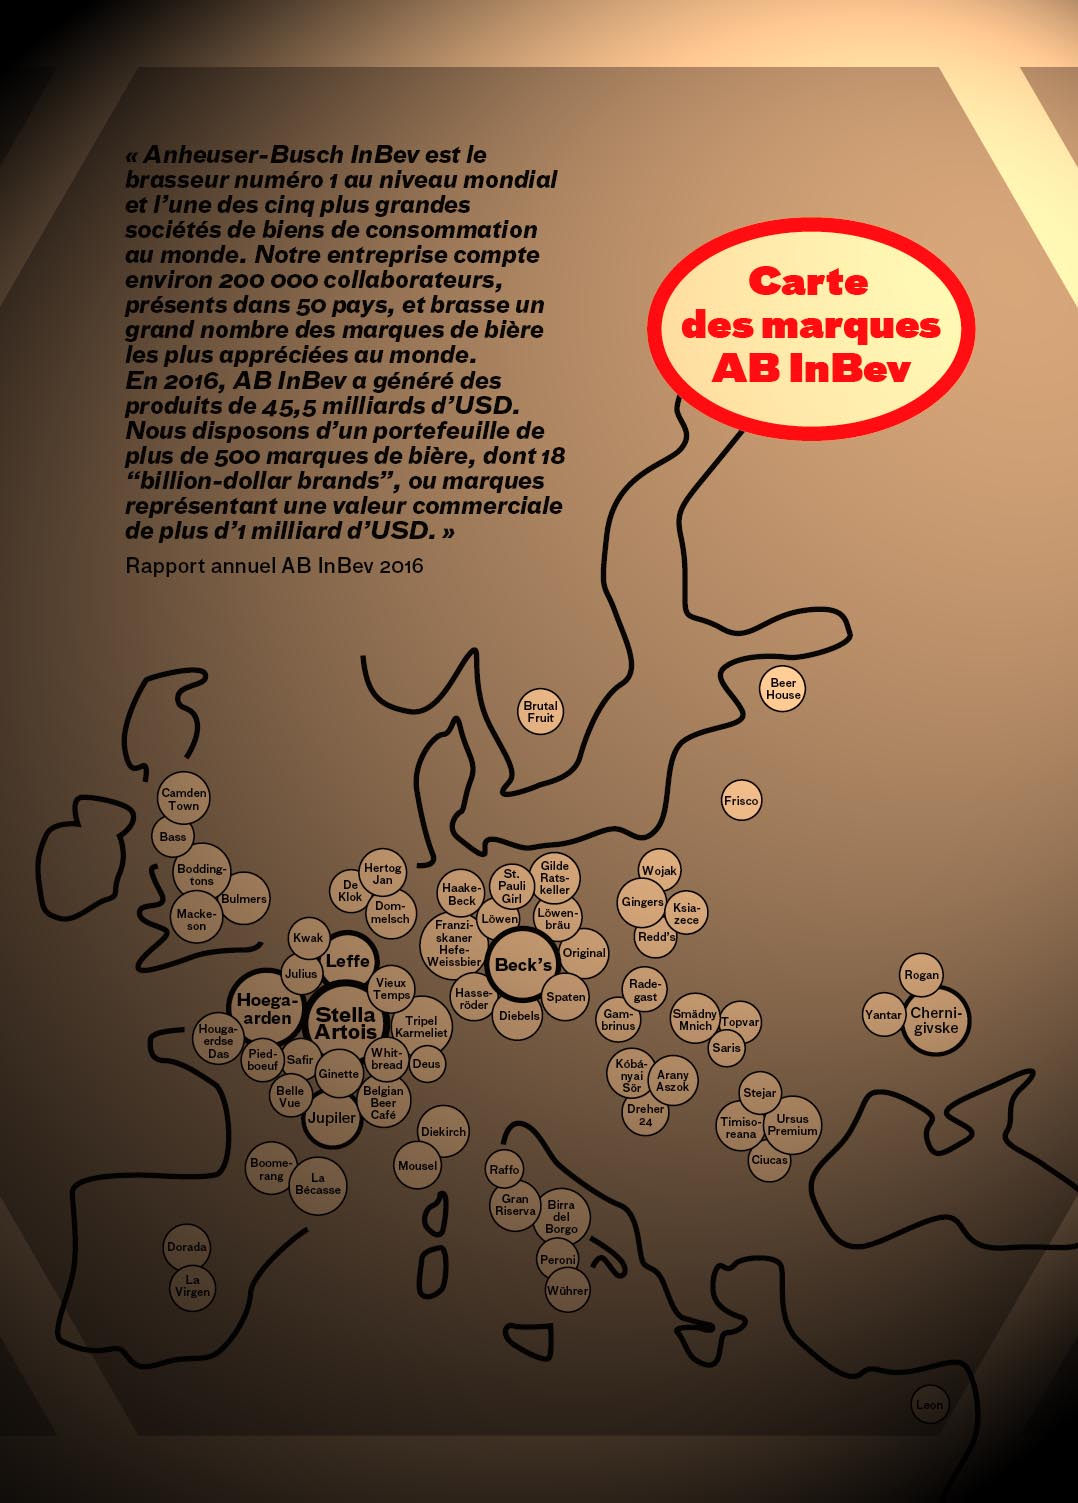 « Anheuser-Busch InBev est le
brasseur numéro 1 au niveau mondial
et l’une des cinq plus grandes
sociétés de biens de consommation
au monde. Notre entreprise compte
environ 200 000 collaborateurs,
présents dans 50 pays, et brasse un
grand nombre des marques de bière
les plus appréciées au monde.
En 2016, AB InBev a généré des
produits de 45,5 milliards d’USD.
Nous disposons d’un portefeuille de
plus de 500 marques de bière, dont 18
“billion-dollar brands”, ou marques
représentant une valeur commerciale
de plus d’1 milliard d’USD. »
Rapport annuel AB InBev 2016
Carte
des marques
AB InBev
Beer
House
Brutal
Fruit
Frisco
Camden
Town
Bass
Bodding-
tons
Bulmers
Macke-
son
Hertog
Jan
De
Klok
Dom-
melsch
Kwak
Leffe
Julius
Hoega-
arden
Stella
Artois
Vieux
Temps
Tripel
Karmeliet
Houga-
erdse
Das
Pied-
boeuf
Safir
Ginette
Whit-
bread
Deus
Belle
Vue
Jupiler
Belgian
Beer
Café
Haake-
Beck
St.
Pauli
Girl
Gilde
Rats-
keller
Löwen
Löwen-
bräu
Franzi-
skaner
Hefe-
Weissbier
Beck’s
Original
Hasse-
röder
Diebels
Spaten
Wojak
Gingers
Ksia-
zece
Redd’s
Rade-
gast
Gam-
brinus
Smädny
Mnich
Topvar
Saris
Kóbá-
nyai
Sör
Arany
Aszok
Dreher
24
Stejar
Timiso-
reana
Ursus
Premium
Ciucas
Rogan
Yantar
Cherni-
givske
Diekirch
Mousel
Boome-
rang
La
Bécasse
Raffo
Gran
Riserva
Birra
del
Borgo
Peroni
Wührer
Dorada
La
Virgen
Leon